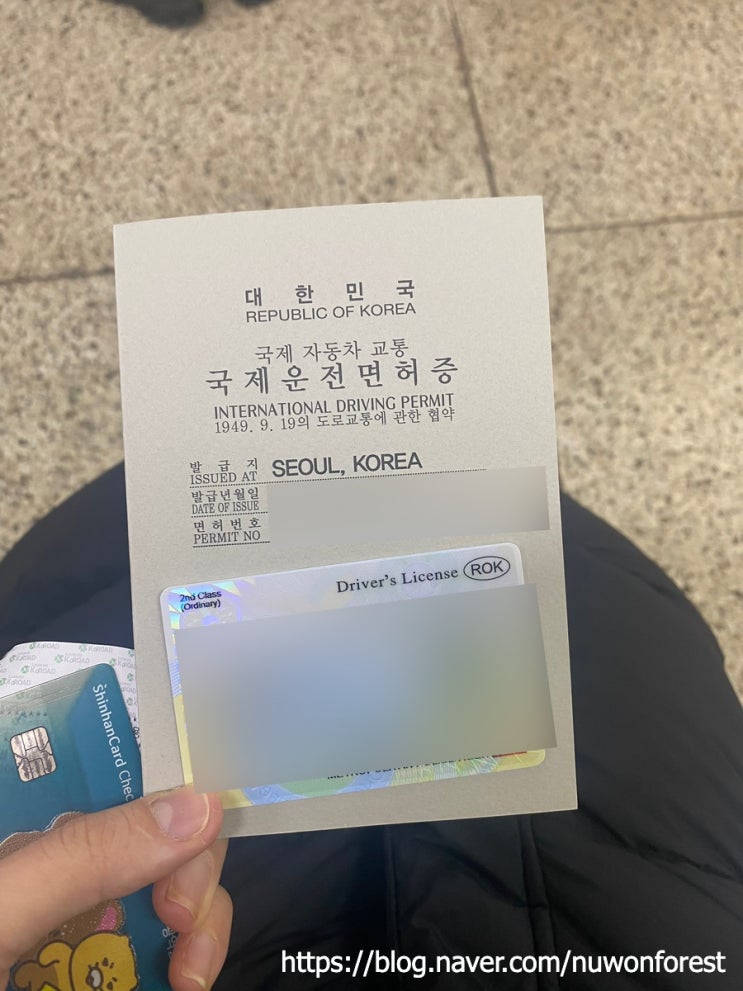 대 한 민 국
REPUBLIC OF KOREA
국제 자동차 교통
국제운전면허증
INTERNATIONAL DRIVING PERMIT
1949. 9. 19의 도로교통에 관한 협약
발 급 지 SEOUL, KOREA
ISSUED AT
발급년월일
DATE OF ISSUE
면 허 번 호
PERMIT NO
2nd Class
(Ordinary)
Driver's License ROK
KOROAD
ShinhanCard Chec
https://blog.naver.com/nuwonforest